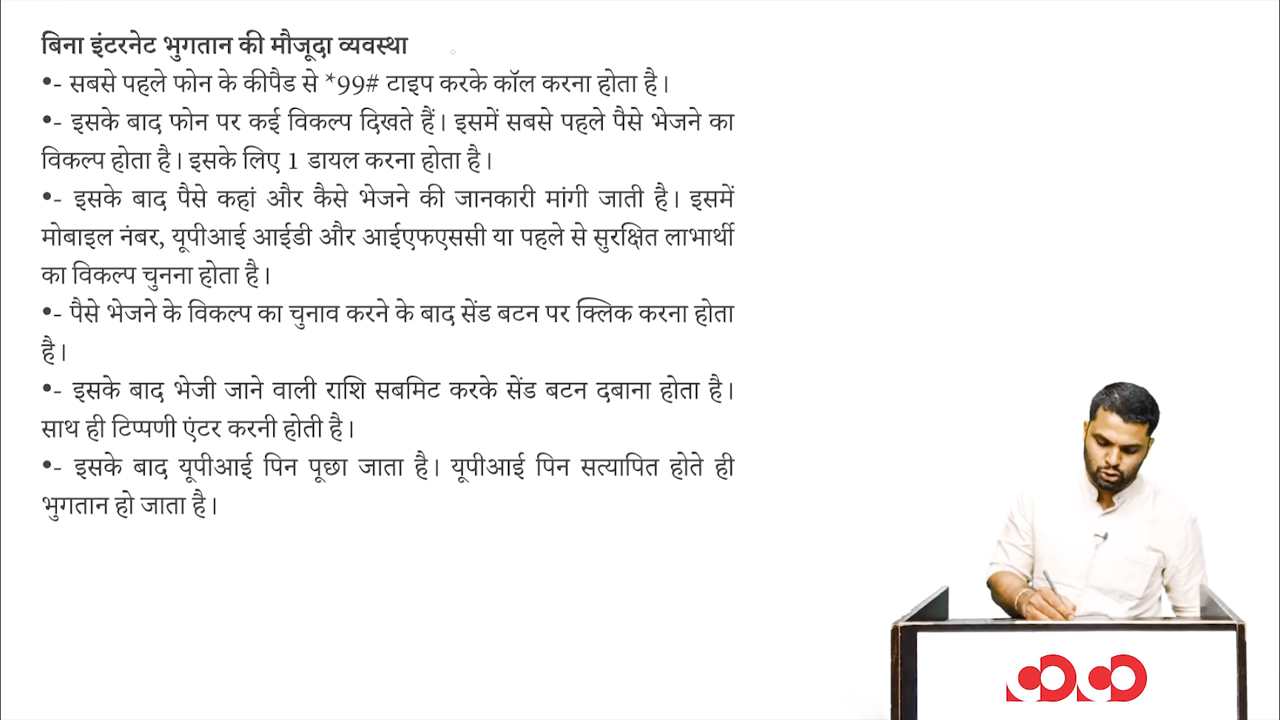 बिना इंटरनेट भुगतान की मौजूदा व्यवस्था
•- सबसे पहले फोन के कीपैड से *99# टाइप करके कॉल करना होता है।
•- इसके बाद फोन पर कई विकल्प दिखते हैं। इसमें सबसे पहले पैसे भेजने का
विकल्प होता है। इसके लिए 1 डायल करना होता है।
•- इसके बाद पैसे कहां और कैसे भेजने की जानकारी मांगी जाती है। इसमें
मोबाइल नंबर, यूपीआई आईडी और आईएफएससी या पहले से सुरक्षित लाभार्थी
का विकल्प चुनना होता है।
•- पैसे भेजने के विकल्प का चुनाव करने के बाद सेंड बटन पर क्लिक करना होता
है।
•- इसके बाद भेजी जाने वाली राशि सबमिट करके सेंड बटन दबाना होता है।
साथ ही टिप्पणी एंटर करनी होती है।
•- इसके बाद यूपीआई पिन पूछा जाता है। यूपीआई पिन सत्यापित होते ही
भुगतान हो जाता है।